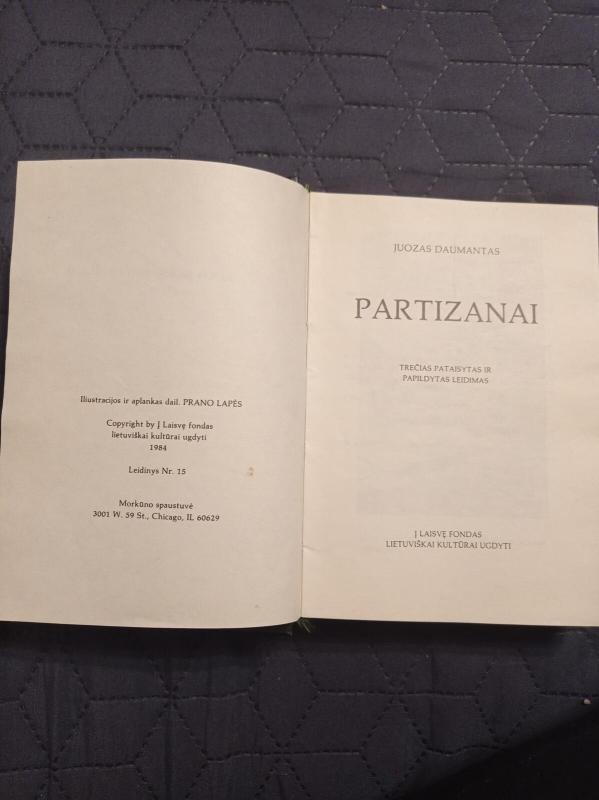 Iliustracijos ir aplankas dail. PRANO LAPĖS
Copyright by Į Laisvę fondas
lietuviškai kultūrai ugdyti
1984
Leidinys Nr. 15
Morkūno spaustuvė
3001 W. 59 St., Chicago, IL 60629
JUOZAS DAUMANTAS
PARTIZANAI
TREČIAS PATAISYTAS IR
PAPILDYTAS LEIDIMAS
Į LAISVĘ FONDAS
LIETUVIŠKAI KULTŪRAI UGDYTI